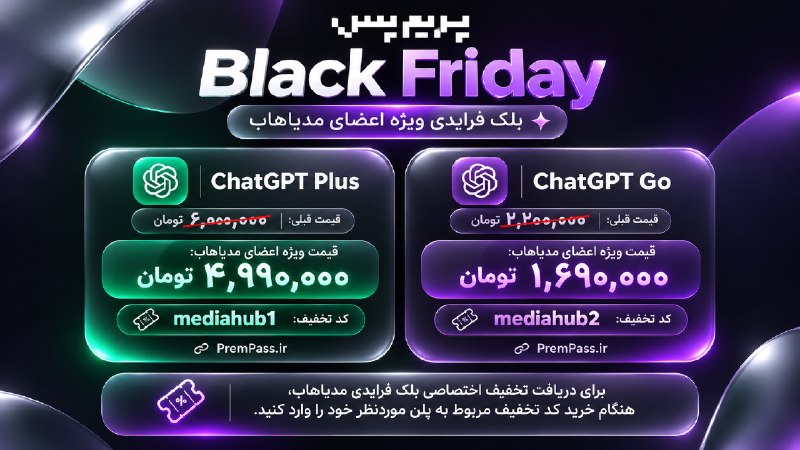 پریم پس
Black Friday
بلک فرایدی ویژه اعضای مدیاهاب
ChatGPT Plus
قیمت قبلی: ۶,۰۰۰,۰۰۰ تومان
قیمت ویژه اعضای مدیاهاب:
۴,۹۹۰,۰۰۰ تومان
کد تخفیف: mediahub1
PremPass.ir
ChatGPT Go
قیمت قبلی: ۲,۲۰۰,۰۰۰ تومان
قیمت ویژه اعضای مدیاهاب:
۱,۶۹۰,۰۰۰ تومان
کد تخفیف: mediahub2
PremPass.ir
برای دریافت تخفیف اختصاصی بلک فرایدی مدیاهاب،
هنگام خرید کد تخفیف مربوط به پلن موردنظر خود را وارد کنید.